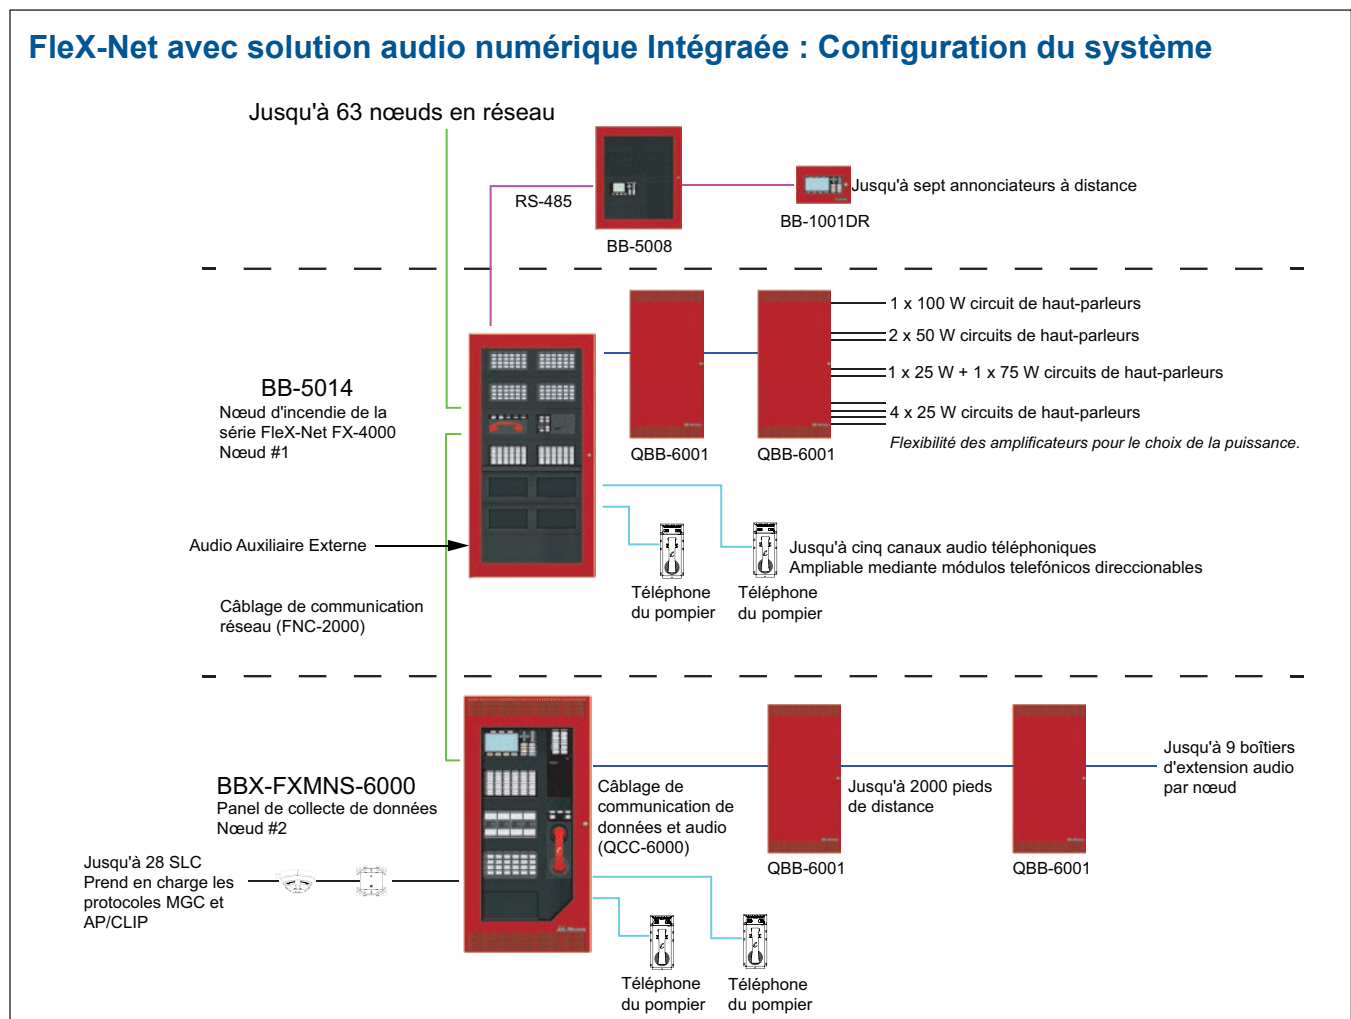 FleX-Net avec solution audio numérique Intégraée : Configuration du système
Jusqu'à 63 nœuds en réseau
RS-485
BB-5008
BB-1001DR
Jusqu'à sept annonciateurs à distance
BB-5014
Nœud d'incendie de la
série FleX-Net FX-4000
Nœud #1
QBB-6001
QBB-6001
1 x 100 W circuit de haut-parleurs
2 x 50 W circuits de haut-parleurs
1 x 25 W + 1 x 75 W circuits de haut-parleurs
4 x 25 W circuits de haut-parleurs
Flexibilité des amplificateurs pour le choix de la puissance.
Audio Auxiliaire Externe
Téléphone
du pompier
Téléphone
du pompier
Jusqu'à cinq canaux audio téléphoniques
Ampliable mediante módulos telefónicos direccionables
Câblage de communication
réseau (FNC-2000)
BBX-FXMNS-6000
Panel de collecte de données
Nœud #2
Câblage de
communication de
données et audio
(QCC-6000)
QBB-6001
Jusqu'à 2000 pieds
de distance
QBB-6001
Jusqu'à 9 boîtiers
d'extension audio
par nœud
Jusqu'à 28 SLC
Prend en charge les
protocoles MGC et
AP/CLIP
Téléphone
du pompier
Téléphone
du pompier